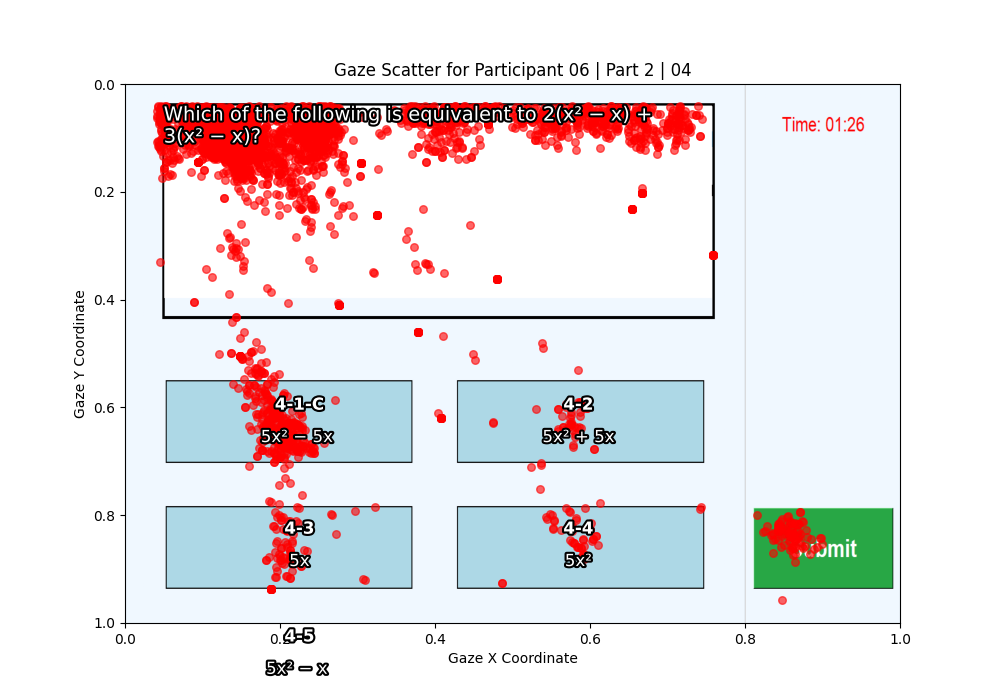 Gaze Scatter for Participant 06 | Part 2 | 04
Which of the following is equivalent to 2(x² − x) +
3(x² − x)?
Time: 01:26
0.0
0.2
0.4
0.6
0.8
1.0
Gaze Y Coordinate
4-1-C
5x² − 5x
4-2
5x² + 5x
4-3
5x
4-4
5x²
4-5
5x² − x
0.0
0.2
0.4
0.6
0.8
1.0
Gaze X Coordinate